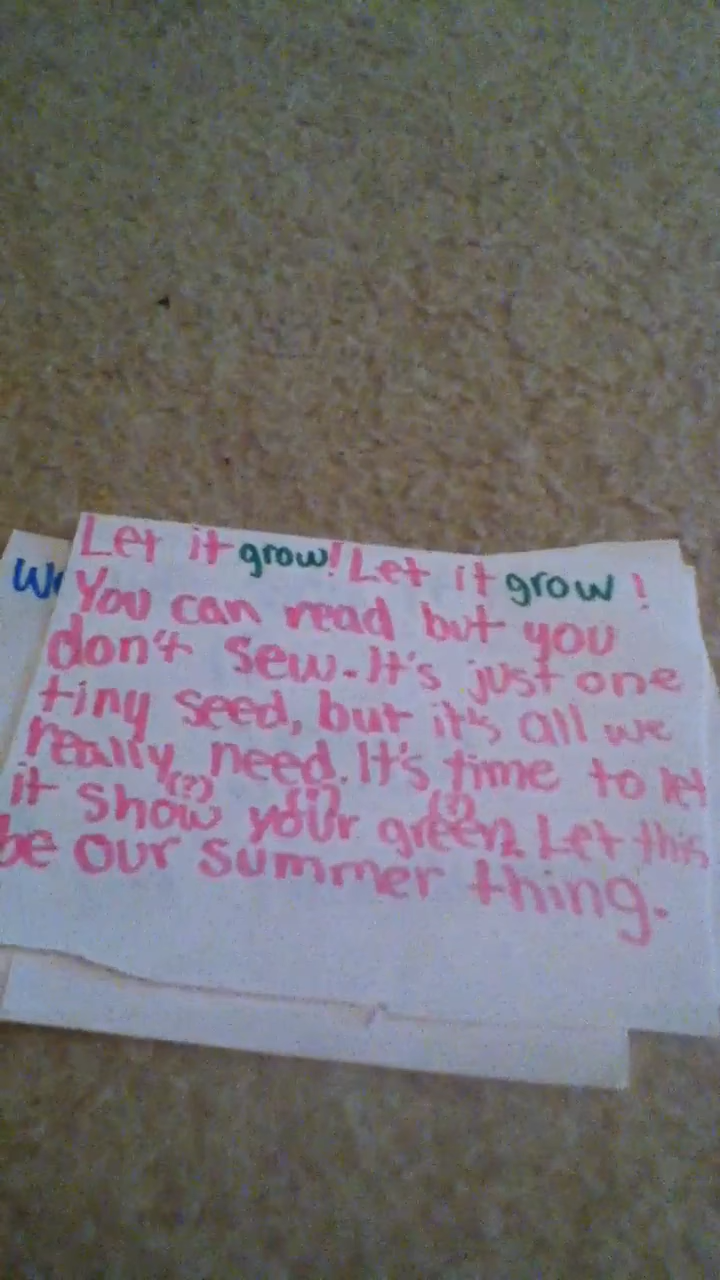 Let it grow! Let it grow!
You can read but you
don't sew. It's just one
tiny seed, but it's all we
really need. It's time to let
(?) (?) (?)
it show your green. Let this
be our summer thing.